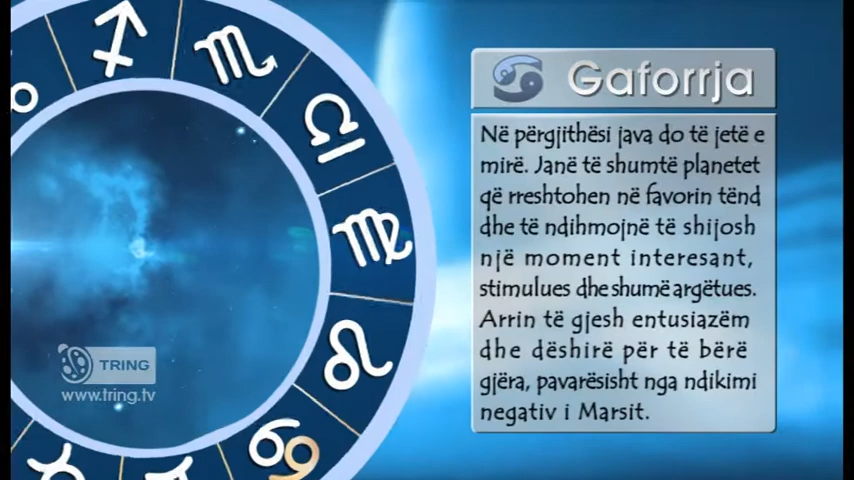 Gaforrja
Në përgjithësi java do të jetë e
mirë. Janë të shumtë planetet
që rreshtohen në favorin tënd
dhe të ndihmojnë të shijosh
një moment interesant,
stimulues dhe shumë argëtues.
Arrin të gjesh entusiazëm
dhe dëshirë për të bërë
gjëra, pavarësisht nga ndikimi
negativ i Marsit.
TRING
www.tring.tv